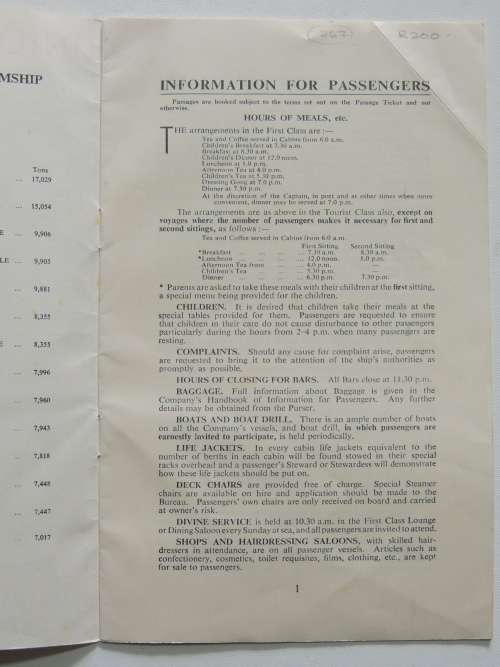 MSHIP
Tons
... 17,029
... 15,054
E ... 9,906
LE ... 9,905
... 9,881
... 8,355
E ... 8,355
... 7,996
... 7,960
... 7,943
... 7,818
... 7,448
... 7,447
... 7,017
(267) R200-
INFORMATION FOR PASSENGERS
Passages are booked subject to the terms set out on the Passage Ticket and not
otherwise.
HOURS OF MEALS, etc.
THE arrangements in the First Class are :—
Tea and Coffee served in Cabins from 6.0 a.m.
Children's Breakfast at 7.30 a.m.
Breakfast at 8.30 a.m.
Children's Dinner at 12.0 noon.
Luncheon at 1.0 p.m.
Afternoon Tea at 4.0 p.m.
Children's Tea at 5.30 p.m.
Dressing Gong at 7.0 p.m.
Dinner at 7.30 p.m.
At the discretion of the Captain, in port and at other times when more
convenient, dinner may be served at 7.0 p.m.
The arrangements are as above in the Tourist Class also, except on
voyages where the number of passengers makes it necessary for first and
second sittings, as follows :—
Tea and Coffee served in Cabins from 6.0 a.m.
First Sitting Second Sitting
*Breakfast ... ... ... ... 7.30 a.m. 8.30 a.m.
*Luncheon ... ... ... ... 12.0 noon. 1.0 p.m.
Afternoon Tea from ... ... 4.0 p.m. —
Children's Tea ... ... ... 5.30 p.m. —
Dinner ... ... ... ... 6.30 p.m. 7.30 p.m.
* Parents are asked to take these meals with their children at the first sitting,
a special menu being provided for the children.
CHILDREN. It is desired that children take their meals at the
special tables provided for them. Passengers are requested to ensure
that children in their care do not cause disturbance to other passengers
particularly during the hours from 2–4 p.m. when many passengers are
resting.
COMPLAINTS. Should any cause for complaint arise, passengers
are requested to bring it to the attention of the ship's authorities as
promptly as possible.
HOURS OF CLOSING FOR BARS. All Bars close at 11.30 p.m.
BAGGAGE. Full information about Baggage is given in the
Company's Handbook of Information for Passengers. Any further
details may be obtained from the Purser.
BOATS AND BOAT DRILL. There is an ample number of boats
on all the Company's vessels, and boat drill, in which passengers are
earnestly invited to participate, is held periodically.
LIFE JACKETS. In every cabin life jackets equivalent to the
number of berths in each cabin will be found stowed in their special
racks overhead and a passenger's Steward or Stewardess will demonstrate
how these life jackets should be put on.
DECK CHAIRS are provided free of charge. Special Steamer
chairs are available on hire and application should be made to the
Bureau. Passengers' own chairs are only received on board and carried
at owner's risk.
DIVINE SERVICE is held at 10.30 a.m. in the First Class Lounge
or Dining Saloon every Sunday at sea, and all passengers are invited to attend.
SHOPS AND HAIRDRESSING SALOONS, with skilled hair-
dressers in attendance, are on all passenger vessels. Articles such as
confectionery, cosmetics, toilet requisites, films, clothing, etc., are kept
for sale to passengers.
1